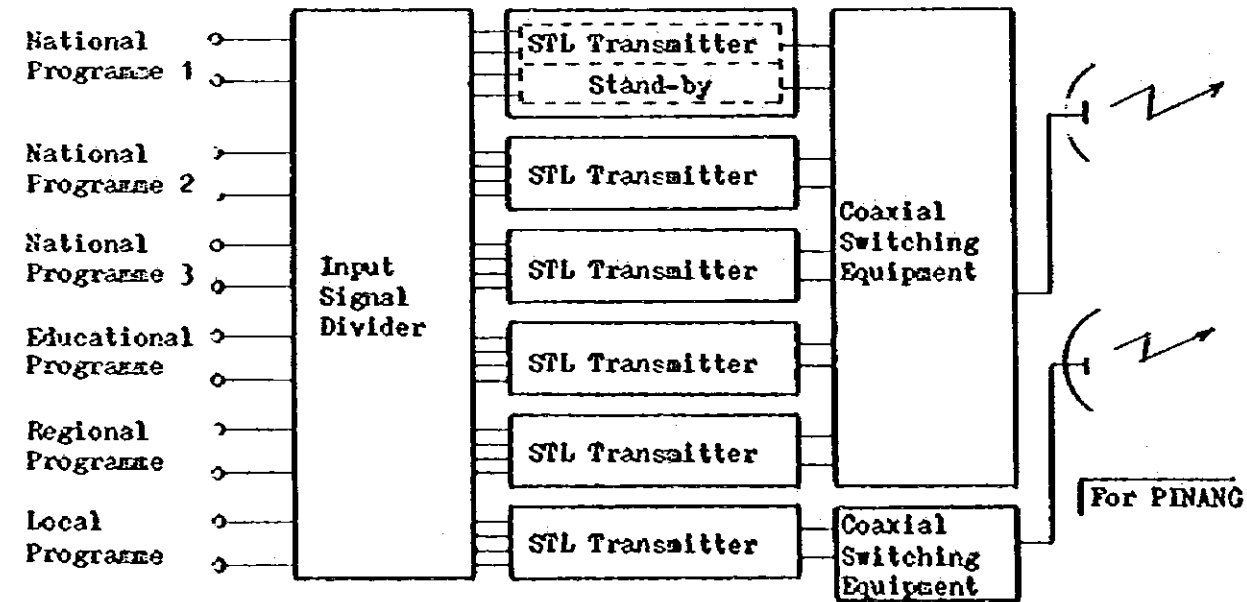 National
Programme 1
National
Programme 2
National
Programme 3
Educational
Programme
Regional
Programme
Local
Programme
Input
Signal
Divider
STL Transmitter
Stand-by
STL Transmitter
STL Transmitter
STL Transmitter
STL Transmitter
STL Transmitter
Coaxial
Switching
Equipment
Coaxial
Switching
Equipment
For PINANG